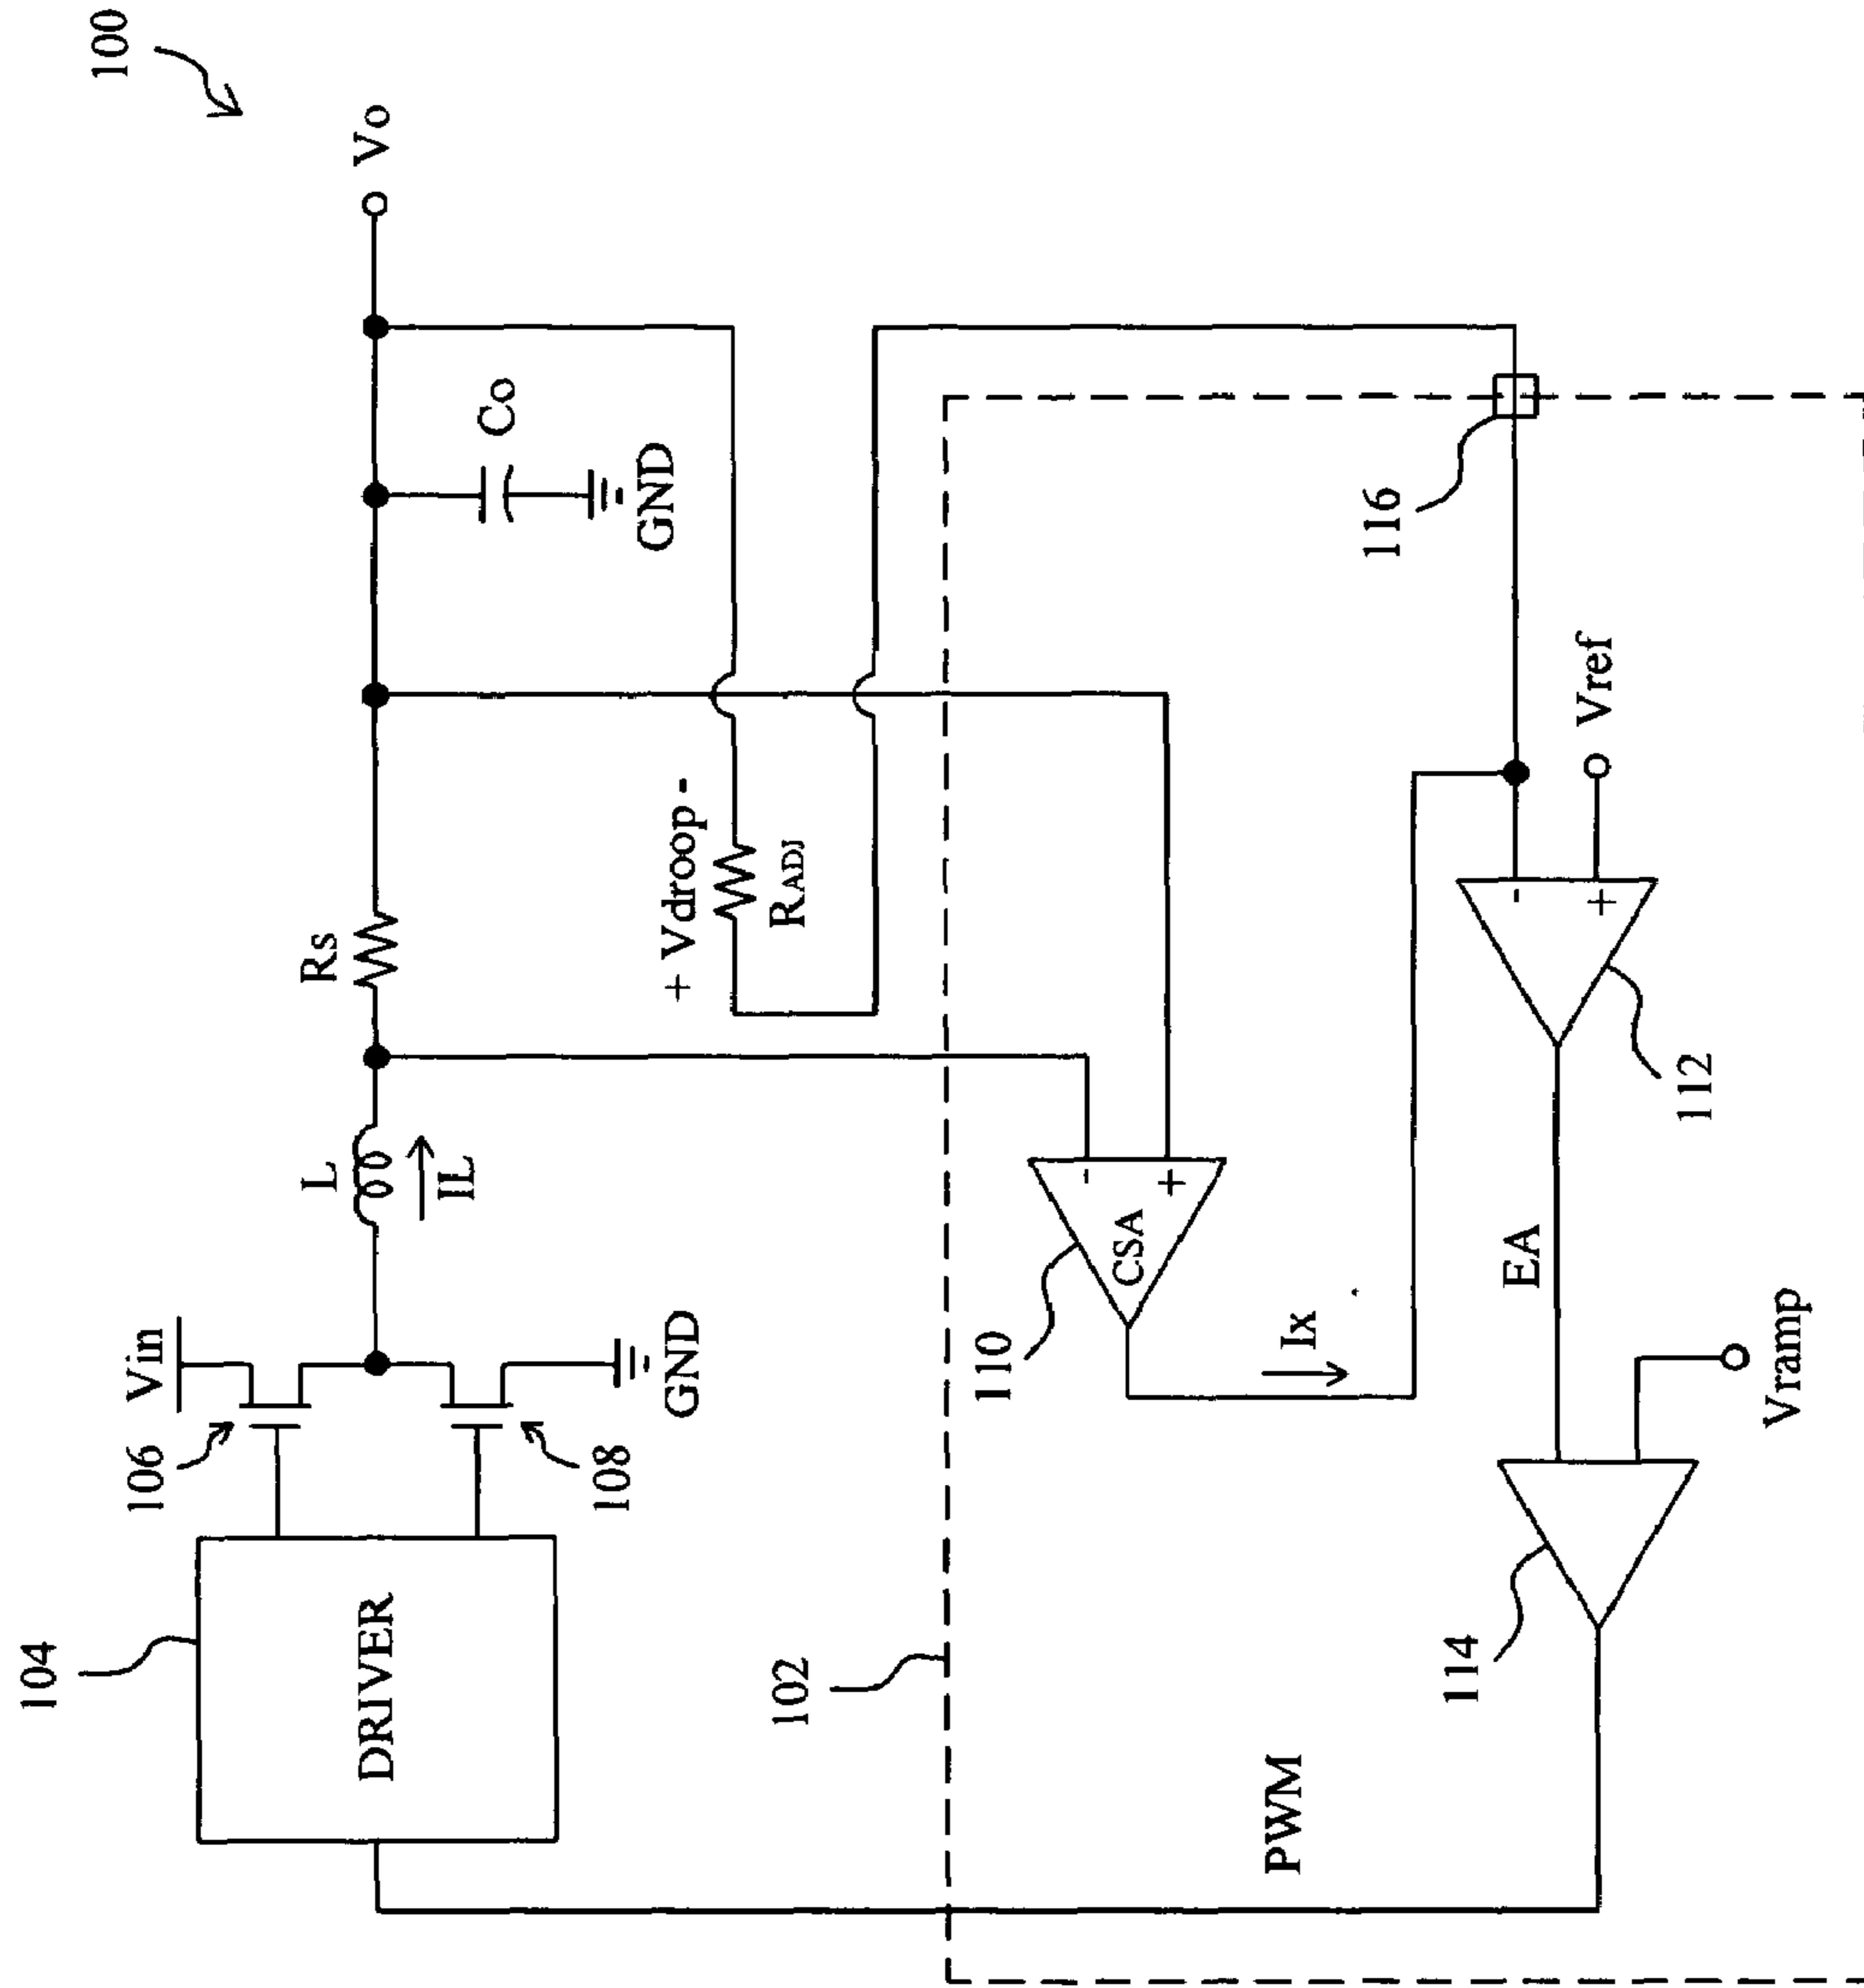 100
Vin
106
104
DRIVER
108
GND
L
IL
Rs
Vo
Co
GND
+ Vdroop -
RADJ
102
110
CSA
-
+
Ix
116
Vref
-
+
112
EA
PWM
114
Vramp